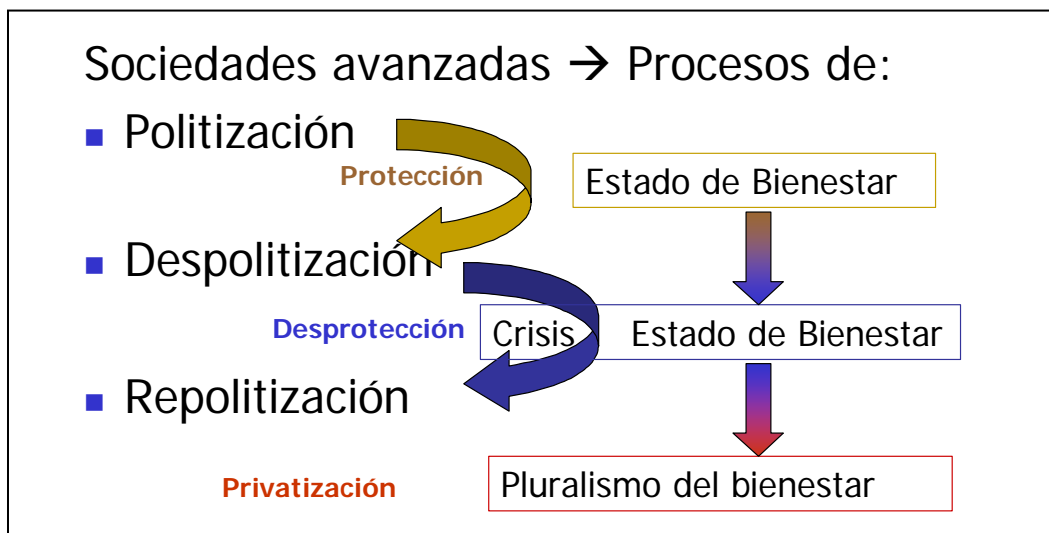 Sociedades avanzadas → Procesos de:
Politización
Protección
Estado de Bienestar
Despolitización
Desprotección
Crisis Estado de Bienestar
Repolitización
Privatización
Pluralismo del bienestar